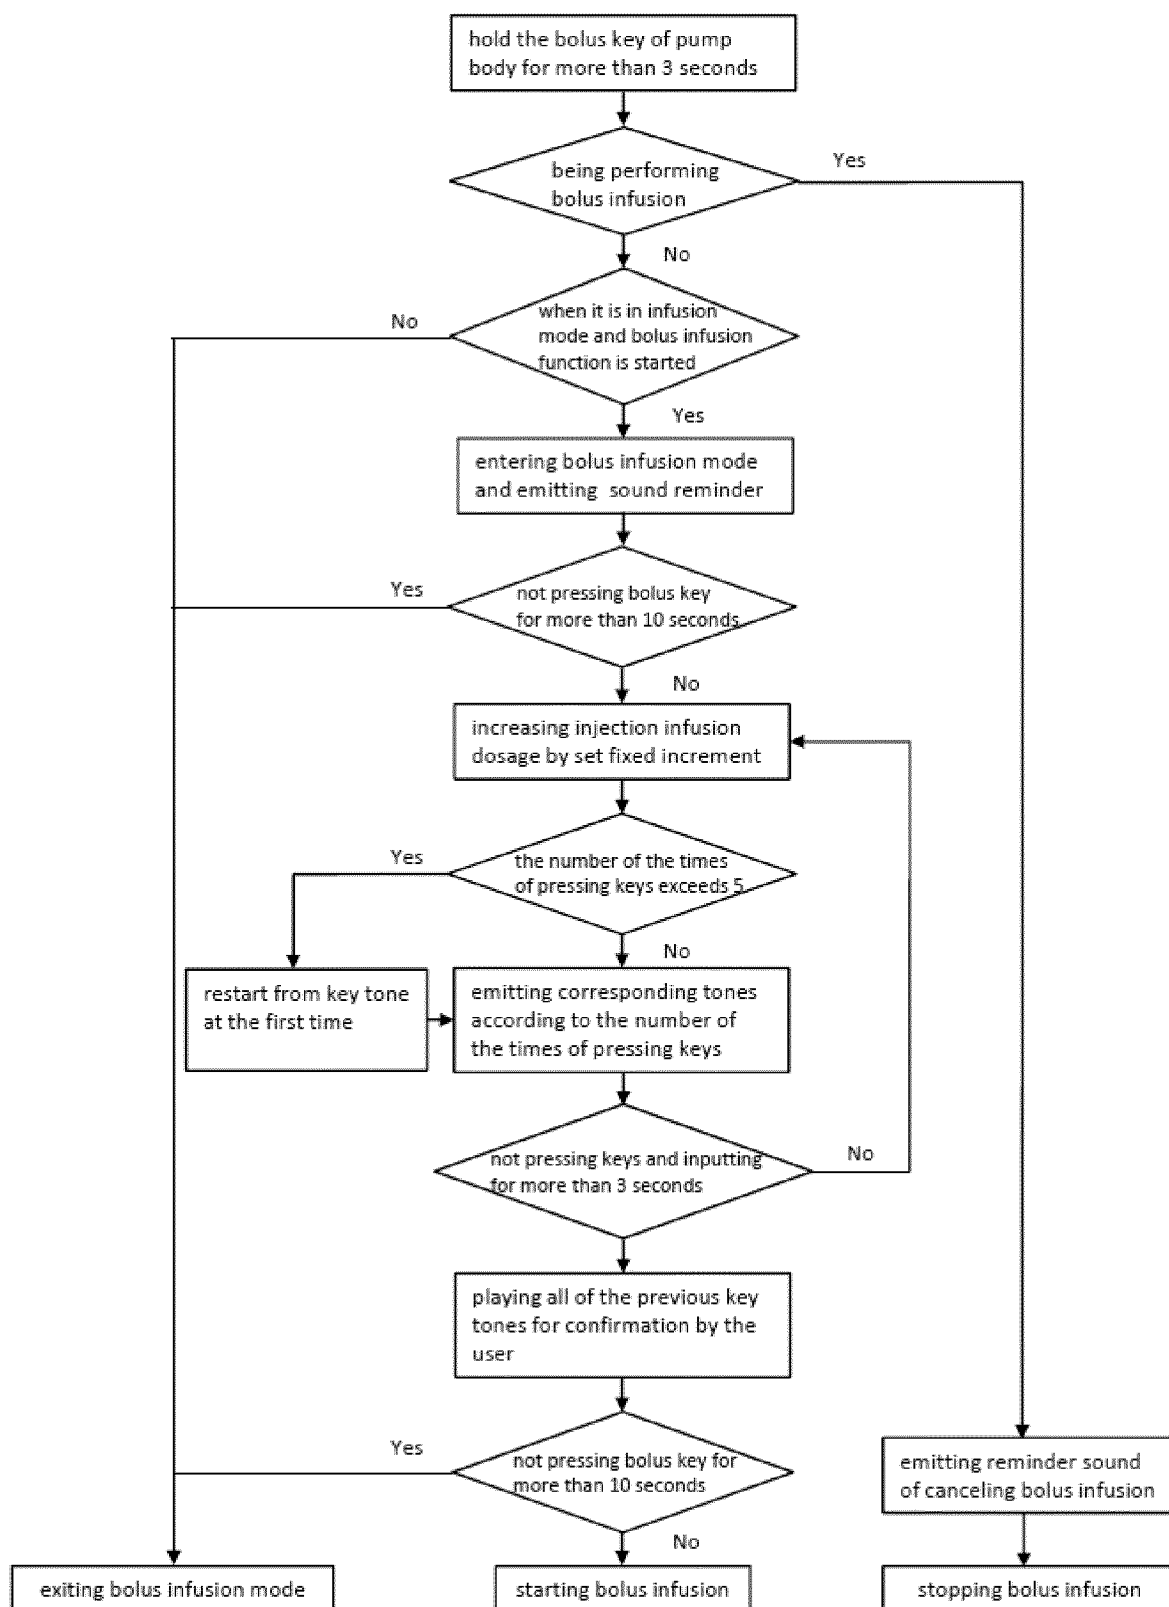 hold the bolus key of pump
body for more than 3 seconds
being performing
bolus infusion
Yes
No
when it is in infusion
mode and bolus infusion
function is started
No
Yes
entering bolus infusion mode
and emitting sound reminder
not pressing bolus key
for more than 10 seconds
Yes
No
increasing injection infusion
dosage by set fixed increment
the number of the times
of pressing keys exceeds 5
Yes
No
restart from key tone
at the first time
emitting corresponding tones
according to the number of
the times of pressing keys
not pressing keys and inputting
for more than 3 seconds
No
playing all of the previous key
tones for confirmation by the
user
not pressing bolus key for
more than 10 seconds
Yes
No
emitting reminder sound
of canceling bolus infusion
exiting bolus infusion mode
starting bolus infusion
stopping bolus infusion